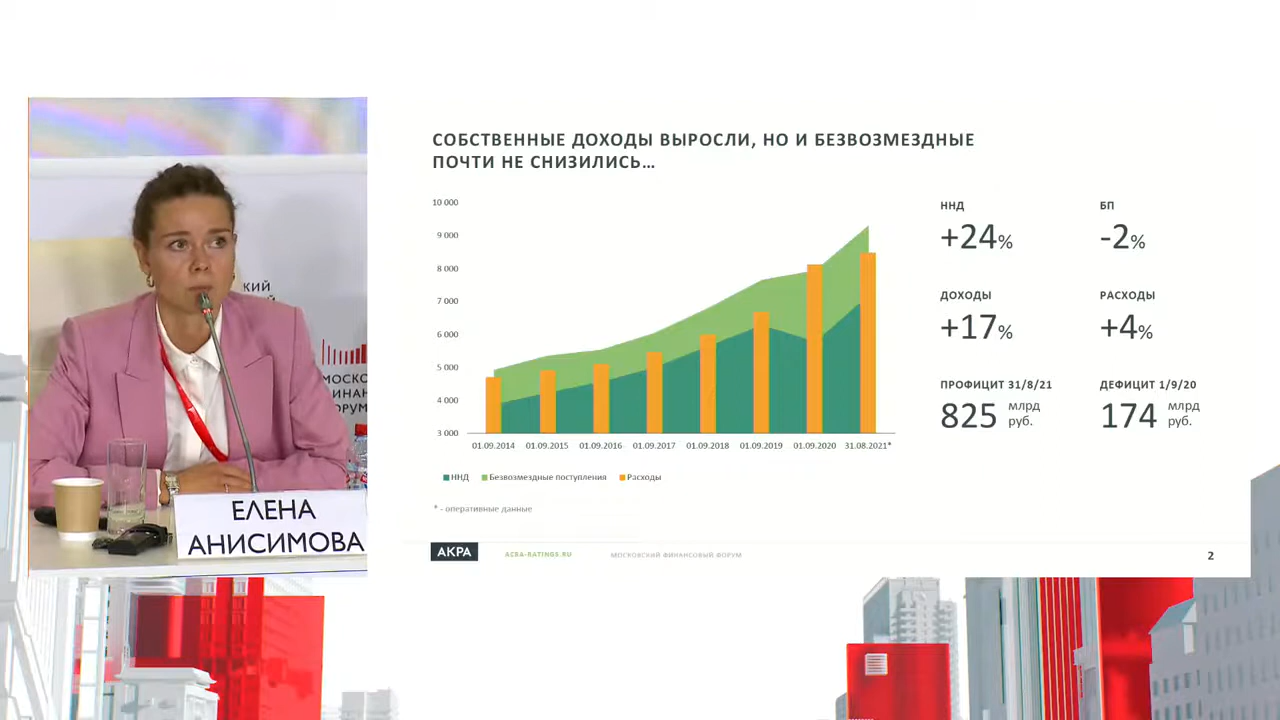 СОБСТВЕННЫЕ ДОХОДЫ ВЫРОСЛИ, НО И БЕЗВОЗМЕЗДНЫЕ
ПОЧТИ НЕ СНИЗИЛИСЬ…
10 000
9 000
8 000
7 000
6 000
5 000
4 000
3 000
01.09.2014
01.09.2015
01.09.2016
01.09.2017
01.09.2018
01.09.2019
01.09.2020
31.08.2021*
ННД
Безвозмездные поступления
Расходы
* - оперативные данные
ННД
+24%
БП
-2%
ДОХОДЫ
+17%
РАСХОДЫ
+4%
ПРОФИЦИТ 31/8/21
825 млрд руб.
ДЕФИЦИТ 1/9/20
174 млрд руб.
АКРА
ACRA-RATINGS.RU
МОСКОВСКИЙ ФИНАНСОВЫЙ ФОРУМ
2
КИЙ
МОСКО
ИНАН
ОРУМ
ЕЛЕНА
АНИСИМОВА